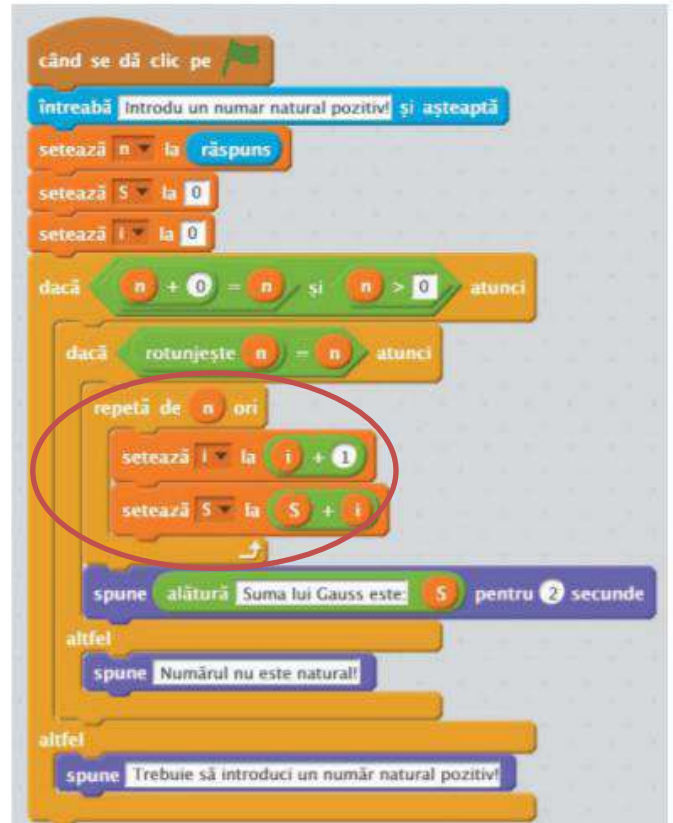 când se dă clic pe
întreabă Introdu un numar natural pozitiv! și așteaptă
setează n la răspuns
setează S la 0
setează i la 0
dacă n + 0 = n și n > 0 atunci
dacă rotunjește n = n atunci
repetă de n ori
setează i la i + 1
setează S la S + i
spune alătură Suma lui Gauss este: S pentru 2 secunde
altfel
spune Numărul nu este natural!
altfel
spune Trebuie să introduci un număr natural pozitiv!